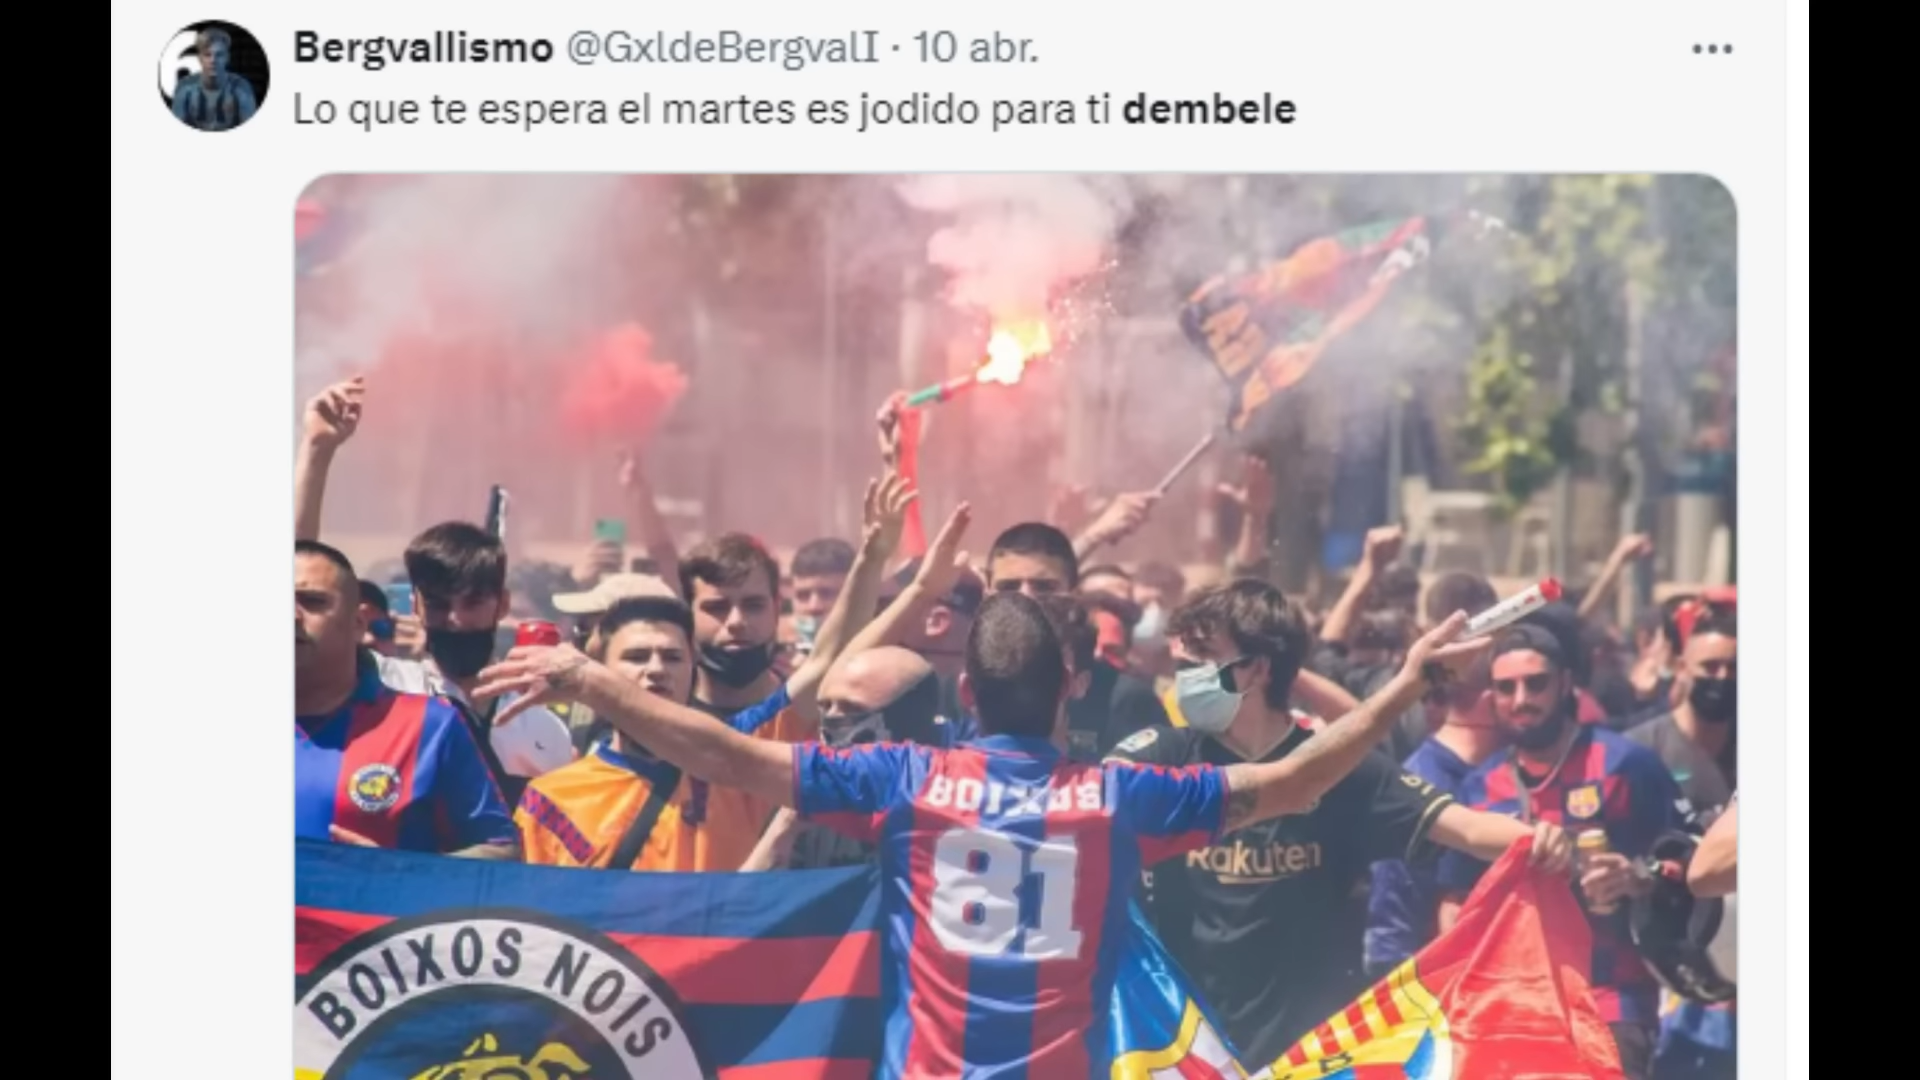 Bergvallismo @GxldeBergvalI · 10 abr.
Lo que te espera el martes es jodido para ti dembele
BOIXOS
81
Rakuten
BOIXOS NOIS